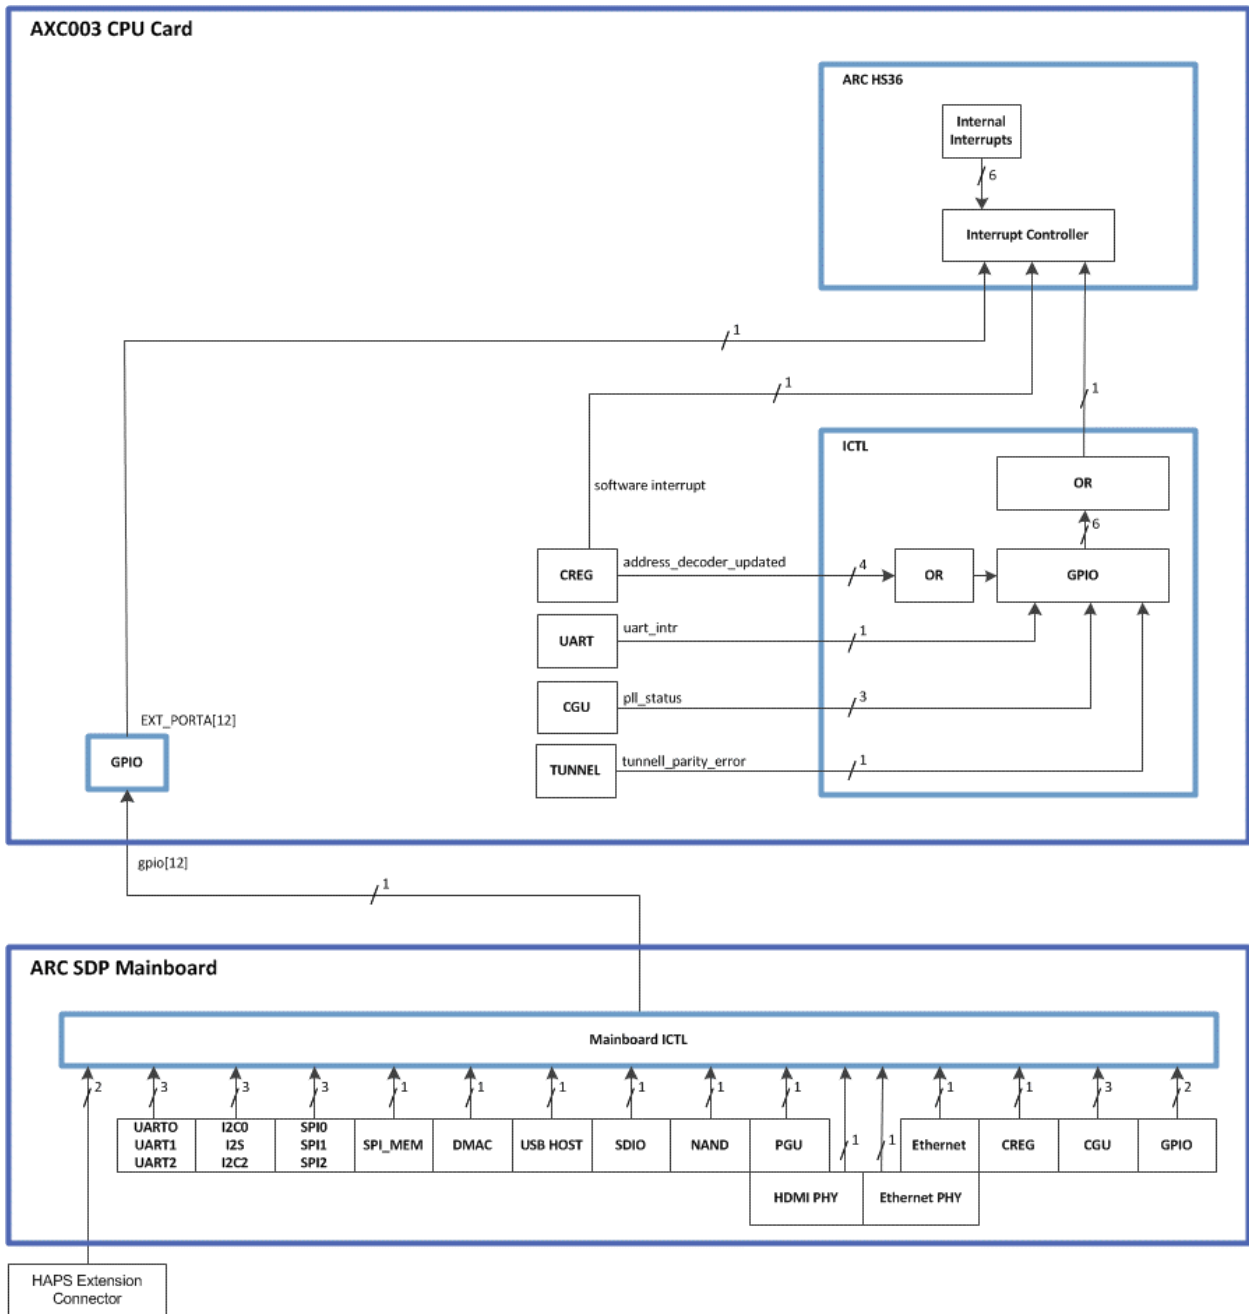 AXC003 CPU Card
ARC HS36
Internal
Interrupts
6
Interrupt Controller
1
1
1
ICTL
OR
software interrupt
6
CREG
address_decoder_updated
4
OR
GPIO
UART
uart_intr
1
CGU
pll_status
3
EXT_PORTA[12]
GPIO
TUNNEL
tunnell_parity_error
1
gpio[12]
1
ARC SDP Mainboard
Mainboard ICTL
2
3
3
3
1
1
1
1
1
1
1
1
3
2
UART0
UART1
UART2
I2C0
I2S
I2C2
SPI0
SPI1
SPI2
SPI_MEM
DMAC
USB HOST
SDIO
NAND
PGU
1
1
Ethernet
CREG
CGU
GPIO
HDMI PHY
Ethernet PHY
HAPS Extension
Connector